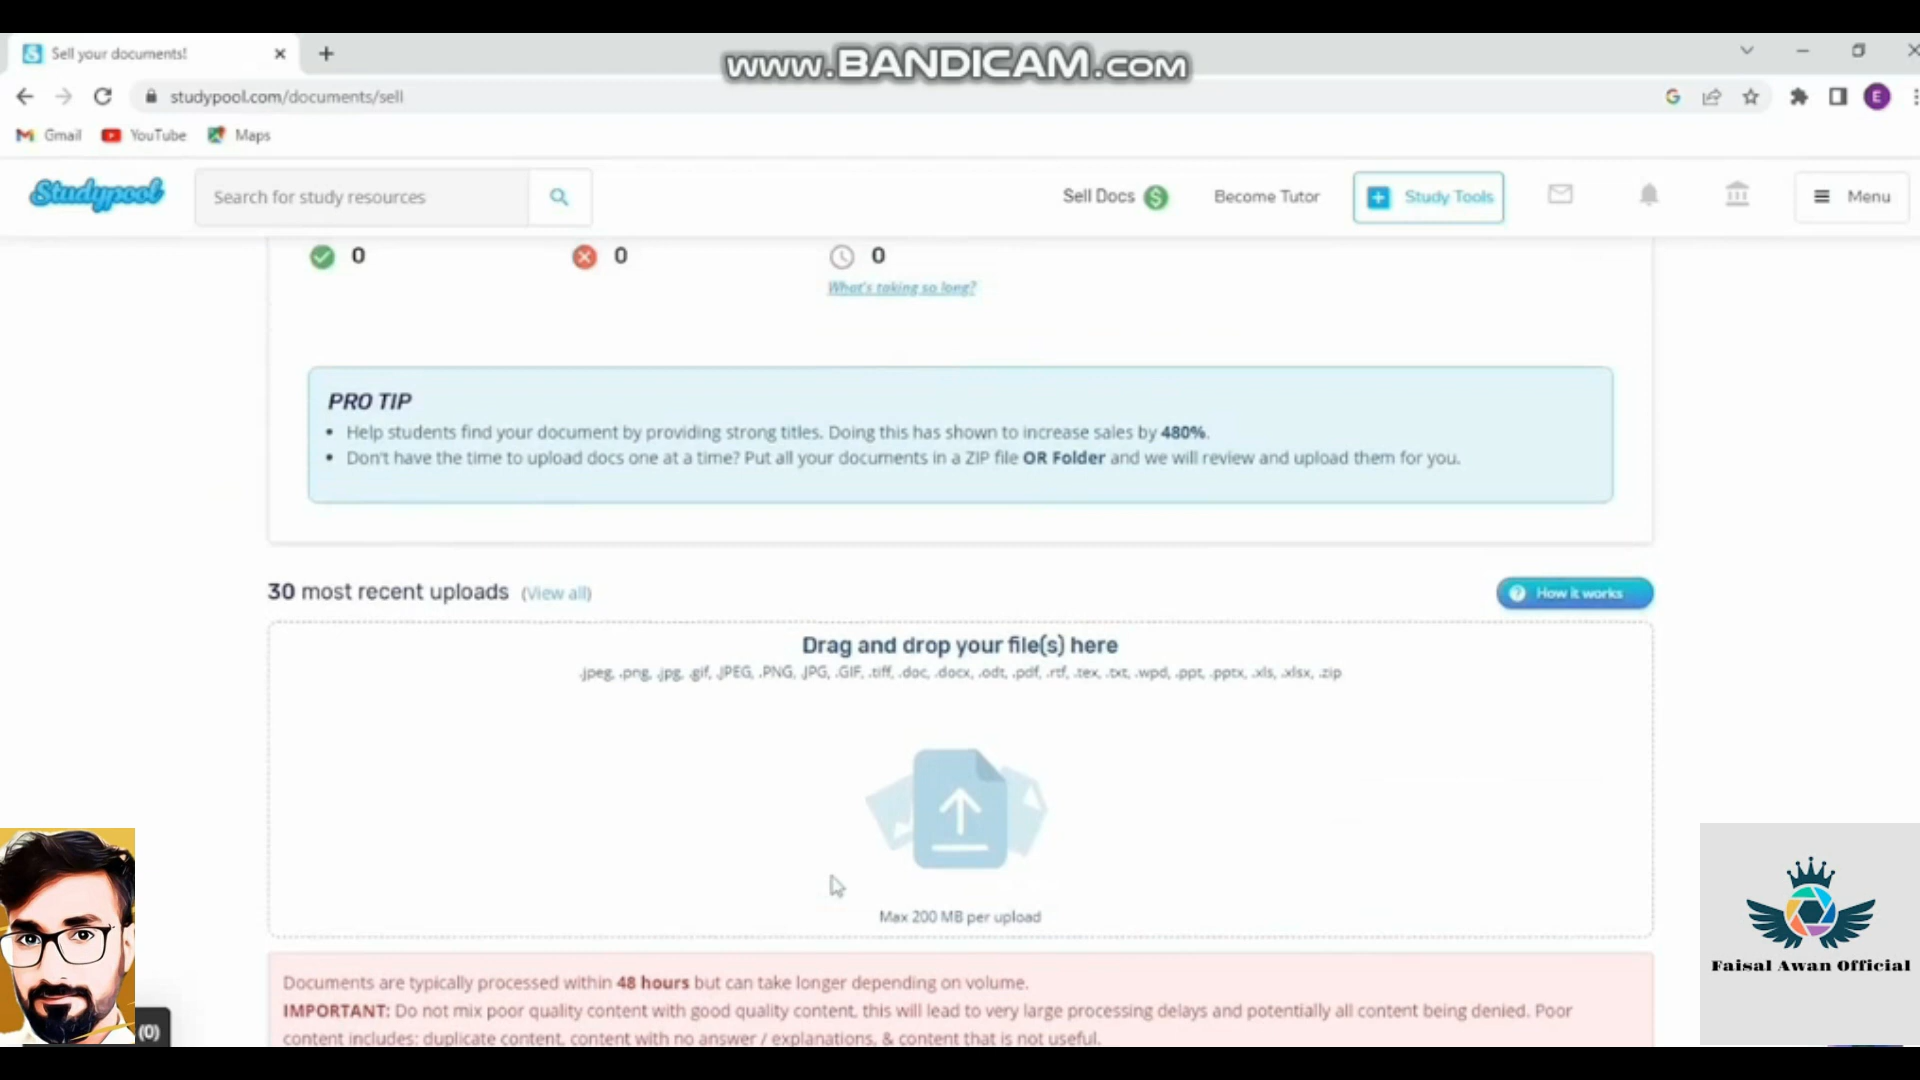 Sell your documents!
www.BANDICAM.com
studypool.com/documents/sell
G
E
Gmail
YouTube
Maps
Studypool
Search for study resources
Sell Docs $
Become Tutor
Study Tools
Menu
0
0
0
What's taking so long?
PRO TIP
• Help students find your document by providing strong titles. Doing this has shown to increase sales by 480%.
• Don't have the time to upload docs one at a time? Put all your documents in a ZIP file OR Folder and we will review and upload them for you.
30 most recent uploads (View all)
? How it works
Drag and drop your file(s) here
.jpeg, .png, .jpg, .gif, .JPEG, .PNG, .JPG, .GIF, .tiff, .doc, .docx, .odt, .pdf, .rtf, .tex, .txt, .wpd, .ppt, .pptx, .xls, .xlsx, .zip
Max 200 MB per upload
Faisal Awan Official
Documents are typically processed within 48 hours but can take longer depending on volume.
IMPORTANT: Do not mix poor quality content with good quality content, this will lead to very large processing delays and potentially all content being denied. Poor
content includes: duplicate content, content with no answer / explanations, & content that is not useful.
(0)